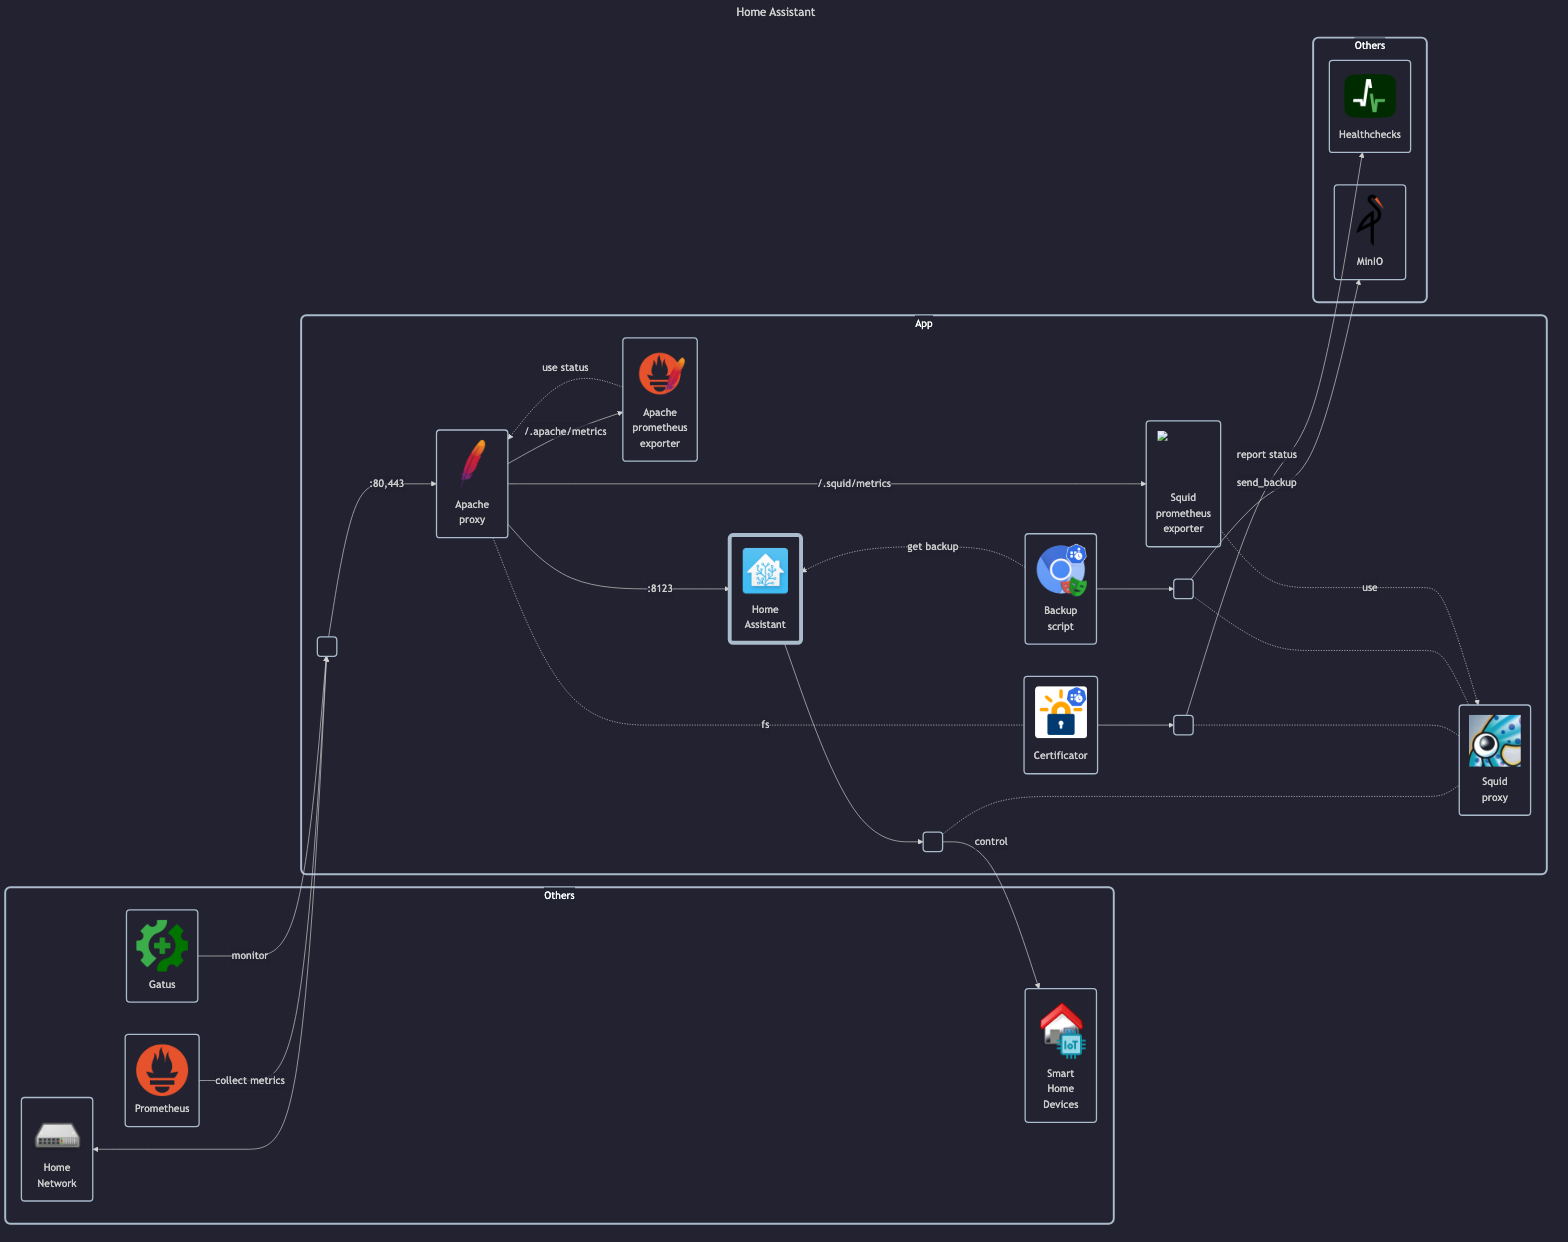 Home Assistant
Others
Healthchecks
MinIO
App
use status
Apache
prometheus
exporter
/.apache/metrics
:80,443
Apache
proxy
/.squid/metrics
Squid
prometheus
exporter
report status
send_backup
get backup
:8123
Home
Assistant
Backup
script
use
fs
Certificator
Squid
proxy
control
Others
monitor
Gatus
collect metrics
Prometheus
IoT
Smart
Home
Devices
Home
Network